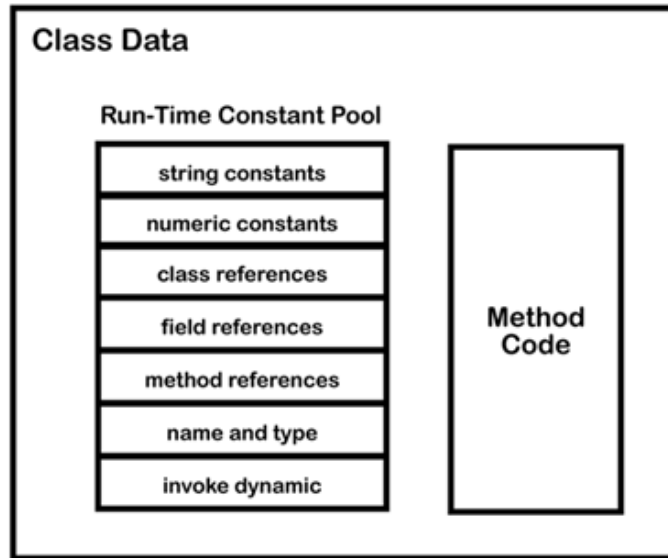 Class Data
Run-Time Constant Pool
string constants
numeric constants
class references
field references
method references
name and type
invoke dynamic
Method
Code